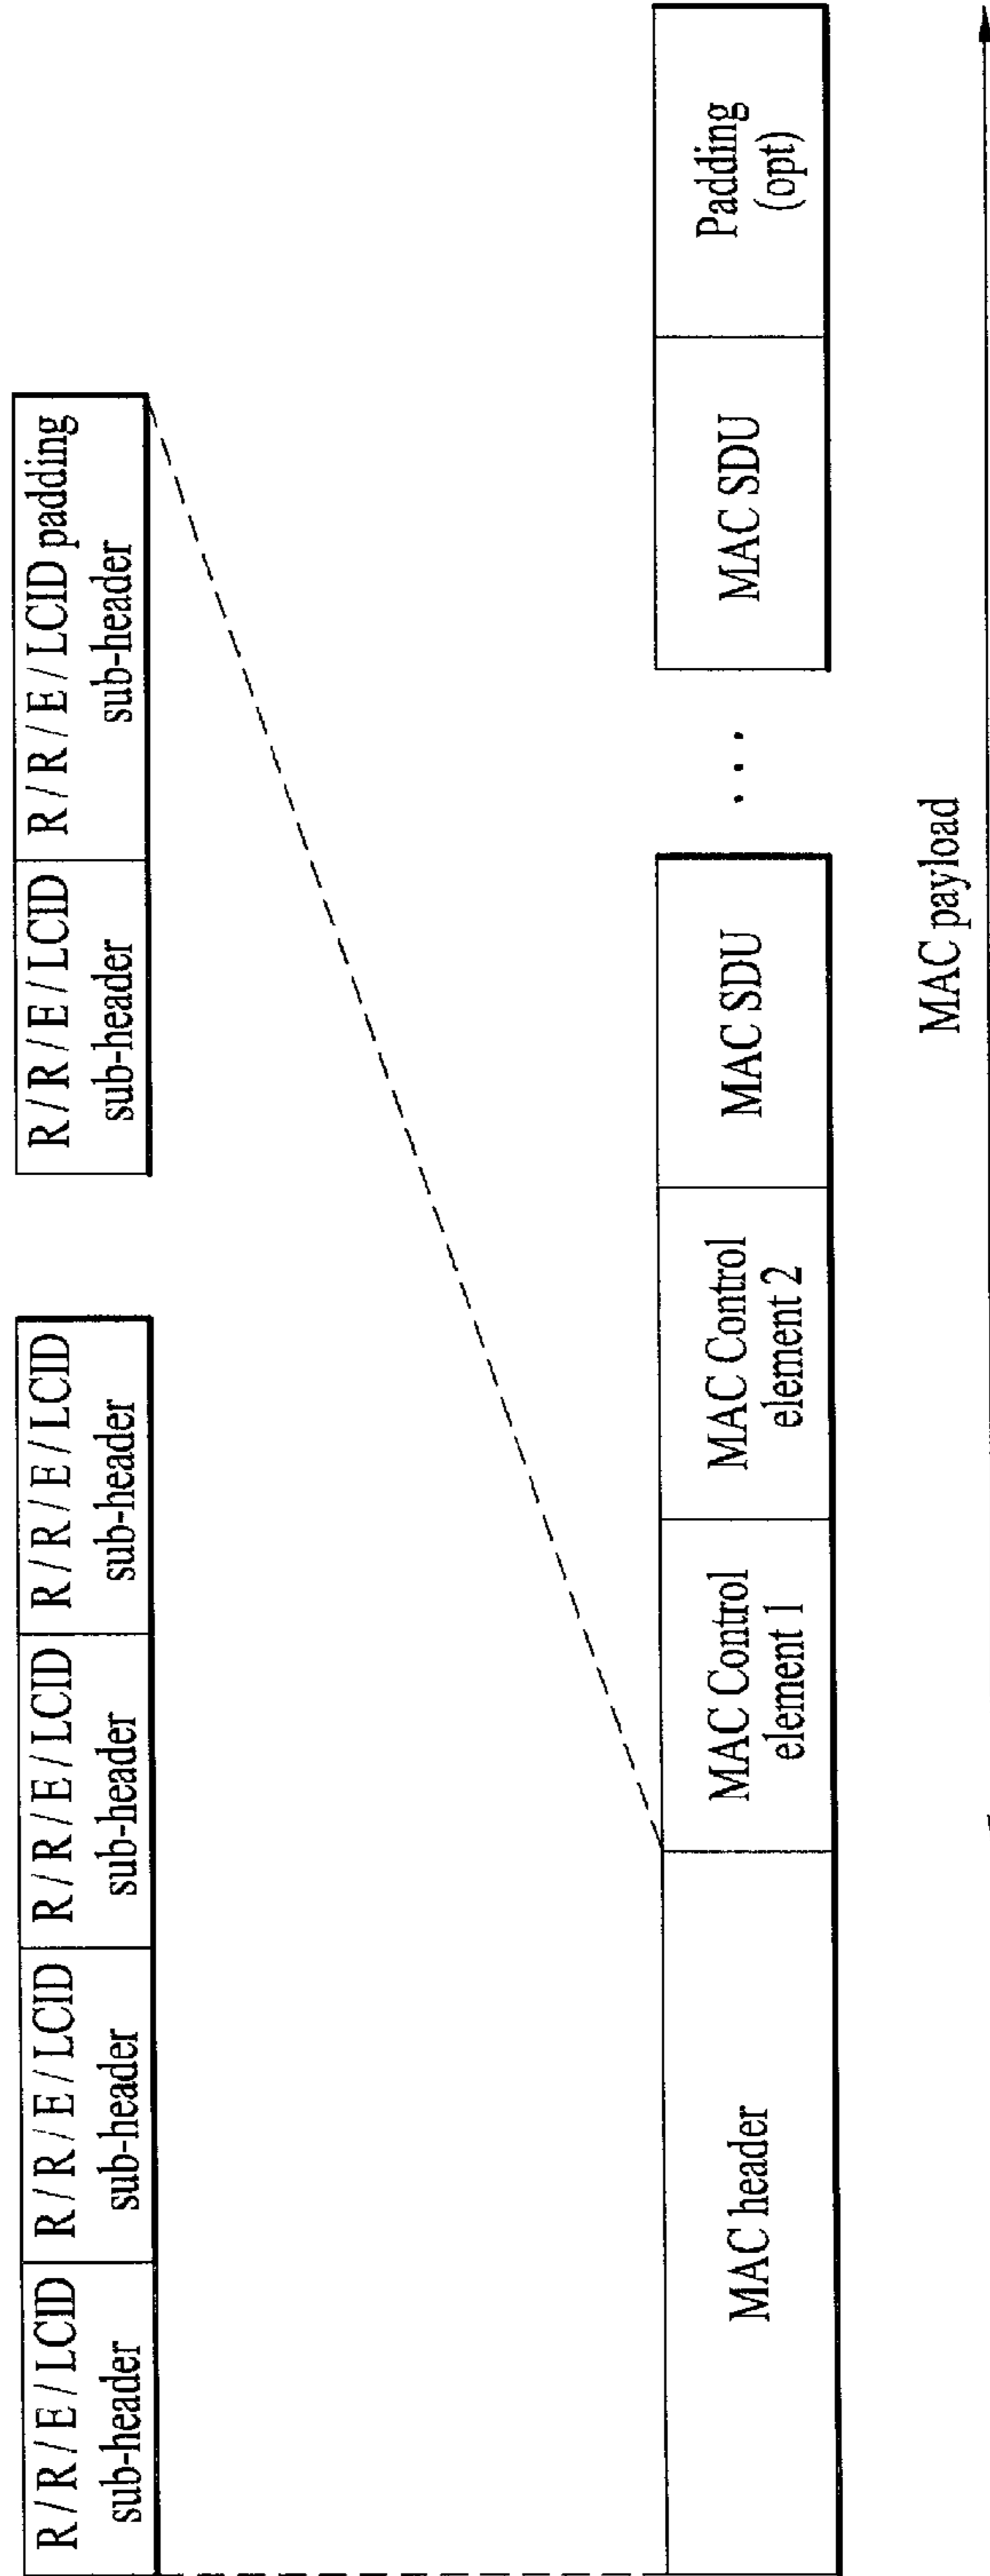 R/R/E/LCID
sub-header
R/R/E/LCID
sub-header
R/R/E/LCID
sub-header
R/R/E/LCID
sub-header
R/R/E/LCID
sub-header
R/R/E/LCID padding
sub-header
MAC header
MAC Control
element 1
MAC Control
element 2
MAC SDU
...
MAC SDU
Padding
(opt)
MAC payload